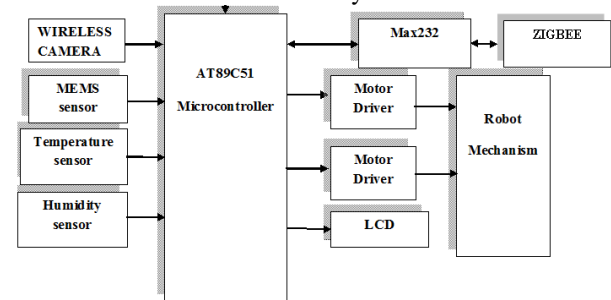 WIRELESS
CAMERA
MEMS
sensor
Temperature
sensor
Humidity
sensor
AT89C51
Microcontroller
Max232
ZIGBEE
Motor
Driver
Motor
Driver
LCD
Robot
Mechanism